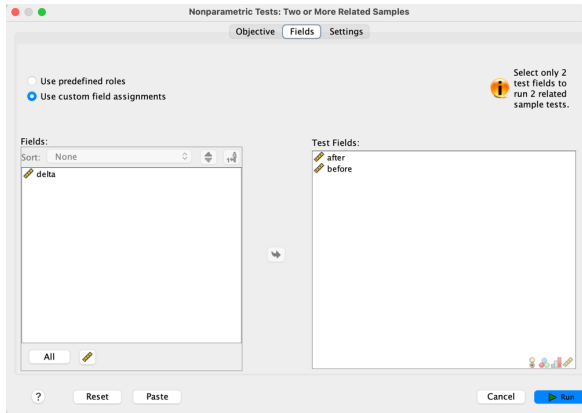 Nonparametric Tests: Two or More Related Samples
Objective Fields Settings
Use predefined roles
Use custom field assignments
Select only 2
test fields to
run 2 related
sample tests.
Fields:
Sort: None
delta
All
Test Fields:
after
before
? Reset Paste Cancel Run